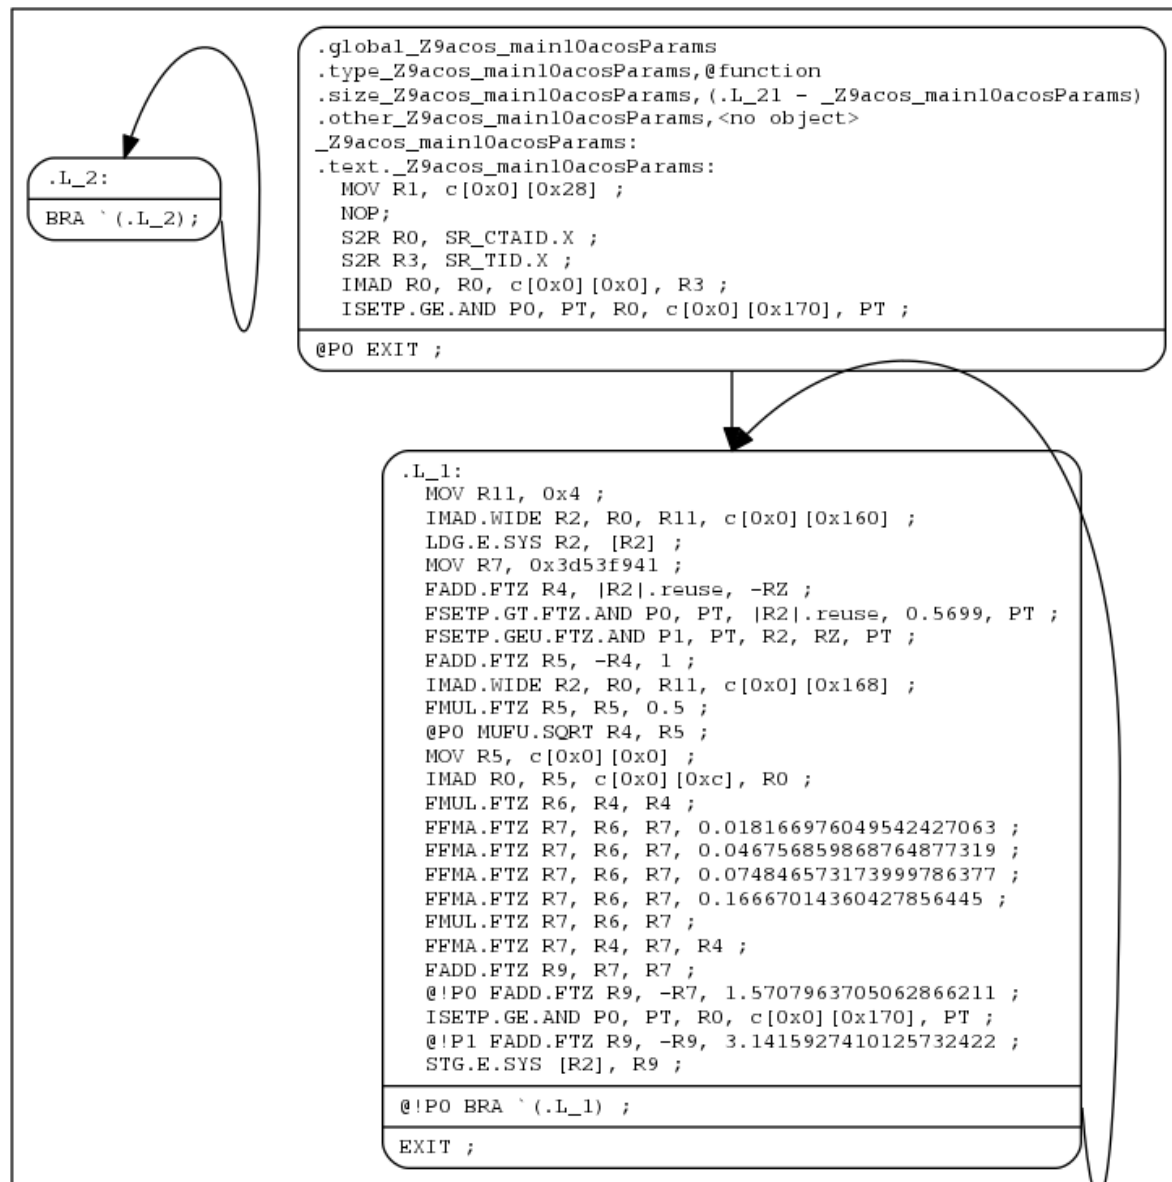 .L_2:
BRA `(.L_2);
.global_Z9acos_main10acosParams
.type_Z9acos_main10acosParams,@function
.size_Z9acos_main10acosParams,(.L_21 - _Z9acos_main10acosParams)
.other_Z9acos_main10acosParams,<no object>
_Z9acos_main10acosParams:
.text._Z9acos_main10acosParams:
MOV R1, c[0x0][0x28] ;
NOP;
S2R R0, SR_CTAID.X ;
S2R R3, SR_TID.X ;
IMAD R0, R0, c[0x0][0x0], R3 ;
ISETP.GE.AND P0, PT, R0, c[0x0][0x170], PT ;
@P0 EXIT ;
.L_1:
MOV R11, 0x4 ;
IMAD.WIDE R2, R0, R11, c[0x0][0x160] ;
LDG.E.SYS R2, [R2] ;
MOV R7, 0x3d53f941 ;
FADD.FTZ R4, |R2|.reuse, -RZ ;
FSETP.GT.FTZ.AND P0, PT, |R2|.reuse, 0.5699, PT ;
FSETP.GEU.FTZ.AND P1, PT, R2, RZ, PT ;
FADD.FTZ R5, -R4, 1 ;
IMAD.WIDE R2, R0, R11, c[0x0][0x168] ;
FMUL.FTZ R5, R5, 0.5 ;
@P0 MUFU.SQRT R4, R5 ;
MOV R5, c[0x0][0x0] ;
IMAD R0, R5, c[0x0][0xc], R0 ;
FMUL.FTZ R6, R4, R4 ;
FFMA.FTZ R7, R6, R7, 0.018166976049542427063 ;
FFMA.FTZ R7, R6, R7, 0.046756859868764877319 ;
FFMA.FTZ R7, R6, R7, 0.074846573173999786377 ;
FFMA.FTZ R7, R6, R7, 0.16667014360427856445 ;
FMUL.FTZ R7, R6, R7 ;
FFMA.FTZ R7, R4, R7, R4 ;
FADD.FTZ R9, R7, R7 ;
@!P0 FADD.FTZ R9, -R7, 1.5707963705062866211 ;
ISETP.GE.AND P0, PT, R0, c[0x0][0x170], PT ;
@!P1 FADD.FTZ R9, -R9, 3.1415927410125732422 ;
STG.E.SYS [R2], R9 ;
@!P0 BRA `(.L_1) ;
EXIT ;